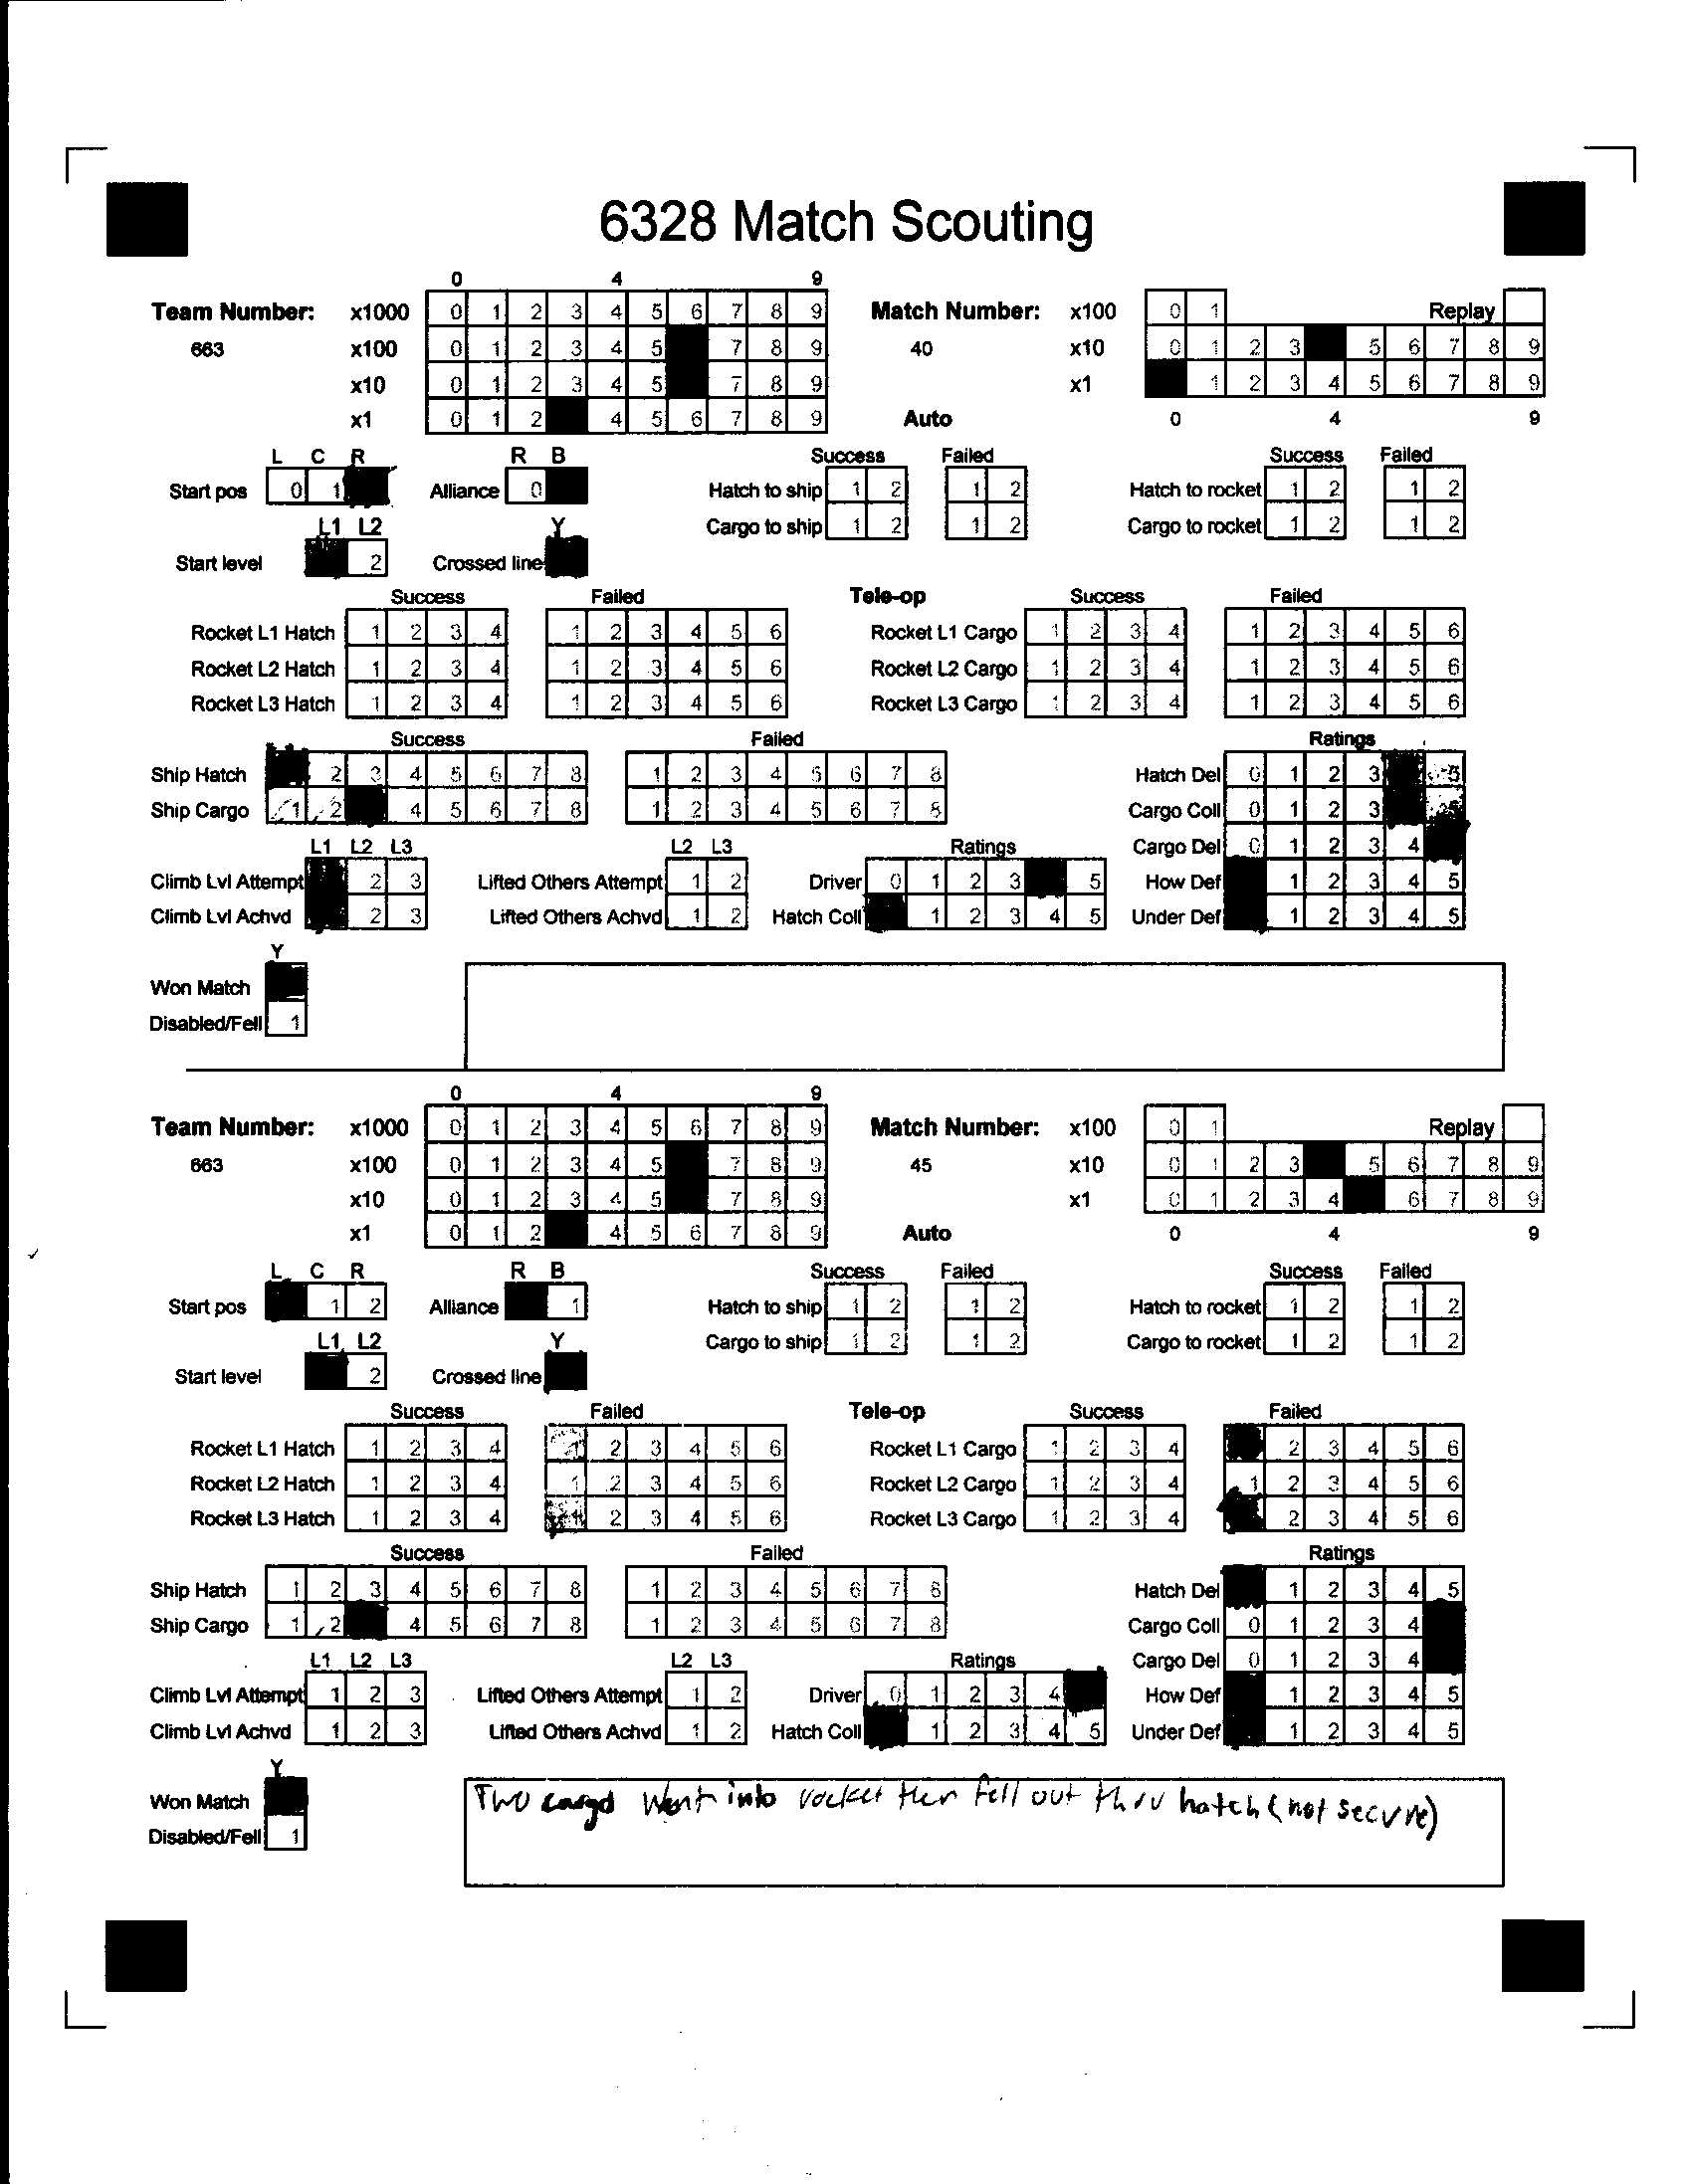 6328 Match Scouting
0 4 9
Team Number: x1000 0 1 2 3 4 5 6 7 8 9 Match Number: x100 0 1 Replay
663 x100 0 1 2 3 4 5 7 8 9 40 x10 0 1 2 3 5 6 7 8 9
x10 0 1 2 3 4 5 7 8 9 x1 1 2 3 4 5 6 7 8 9
x1 0 1 2 4 5 6 7 8 9 Auto 0 4 9
L C R R B Success Failed Success Failed
Start pos 0 1 Alliance 0 Hatch to ship 1 2 1 2 Hatch to rocket 1 2 1 2
L1 L2 Y Cargo to ship 1 2 1 2 Cargo to rocket 1 2 1 2
Start level 2 Crossed line
Success Failed Tele-op Success Failed
Rocket L1 Hatch 1 2 3 4 1 2 3 4 5 6 Rocket L1 Cargo 1 2 3 4 1 2 3 4 5 6
Rocket L2 Hatch 1 2 3 4 1 2 3 4 5 6 Rocket L2 Cargo 1 2 3 4 1 2 3 4 5 6
Rocket L3 Hatch 1 2 3 4 1 2 3 4 5 6 Rocket L3 Cargo 1 2 3 4 1 2 3 4 5 6
Success Failed Ratings
Ship Hatch 2 3 4 5 6 7 8 1 2 3 4 5 6 7 8 Hatch Del 0 1 2 3 5
Ship Cargo 1 2 4 5 6 7 8 1 2 3 4 5 6 7 8 Cargo Coll 0 1 2 3 5
L1 L2 L3 L2 L3 Ratings Cargo Del 0 1 2 3 4
Climb Lvl Attempt 2 3 Lifted Others Attempt 1 2 Driver 0 1 2 3 5 How Def 1 2 3 4 5
Climb Lvl Achvd 2 3 Lifted Others Achvd 1 2 Hatch Coll 1 2 3 4 5 Under Def 1 2 3 4 5
Y
Won Match
Disabled/Fell 1
0 4 9
Team Number: x1000 0 1 2 3 4 5 6 7 8 9 Match Number: x100 0 1 Replay
663 x100 0 1 2 3 4 5 7 8 9 45 x10 0 1 2 3 5 6 7 8 9
x10 0 1 2 3 4 5 7 8 9 x1 0 1 2 3 4 6 7 8 9
x1 0 1 2 4 5 6 7 8 9 Auto 0 4 9
L C R R B Success Failed Success Failed
Start pos 1 2 Alliance 1 Hatch to ship 1 2 1 2 Hatch to rocket 1 2 1 2
L1 L2 Y Cargo to ship 1 2 1 2 Cargo to rocket 1 2 1 2
Start level 2 Crossed line
Success Failed Tele-op Success Failed
Rocket L1 Hatch 1 2 3 4 1 2 3 4 5 6 Rocket L1 Cargo 1 2 3 4 2 3 4 5 6
Rocket L2 Hatch 1 2 3 4 1 2 3 4 5 6 Rocket L2 Cargo 1 2 3 4 1 2 3 4 5 6
Rocket L3 Hatch 1 2 3 4 1 2 3 4 5 6 Rocket L3 Cargo 1 2 3 4 2 3 4 5 6
Success Failed Ratings
Ship Hatch 1 2 3 4 5 6 7 8 1 2 3 4 5 6 7 8 Hatch Del 1 2 3 4 5
Ship Cargo 1 2 4 5 6 7 8 1 2 3 4 5 6 7 8 Cargo Coll 0 1 2 3 4
L1 L2 L3 L2 L3 Ratings Cargo Del 0 1 2 3 4
Climb Lvl Attempt 1 2 3 Lifted Others Attempt 1 2 Driver 0 1 2 3 4 How Def 1 2 3 4 5
Climb Lvl Achvd 1 2 3 Lifted Others Achvd 1 2 Hatch Coll 1 2 3 4 5 Under Def 1 2 3 4 5
Y
Won Match
Disabled/Fell 1
Two cargo went into rocket then fell out thru hatch (not secure)